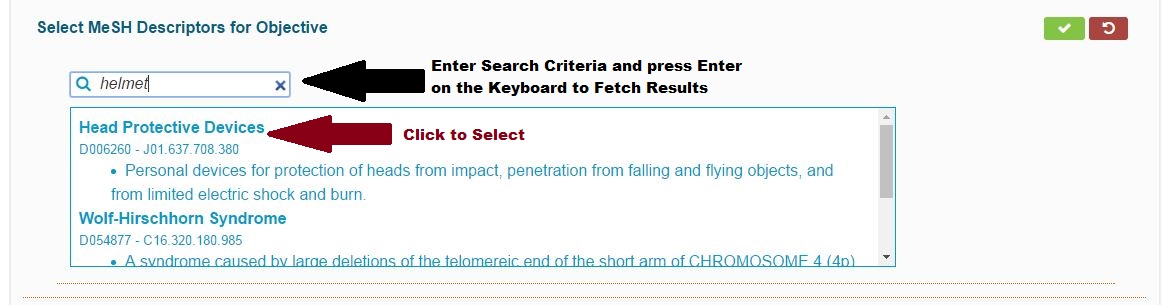 Select MeSH Descriptors for Objective
Enter Search Criteria and press Enter
helmet
on the Keyboard to Fetch Results
Head Protective Devices
Click to Select
D006260 - J01.637.708.380
• Personal devices for protection of heads from impact, penetration from falling and flying objects, and
from limited electric shock and burn.
Wolf-Hirschhorn Syndrome
D054877 - C16.320.180.985
• A syndrome caused by large deletions of the telomereic end of the short arm of CHROMOSOME 4 (4p)